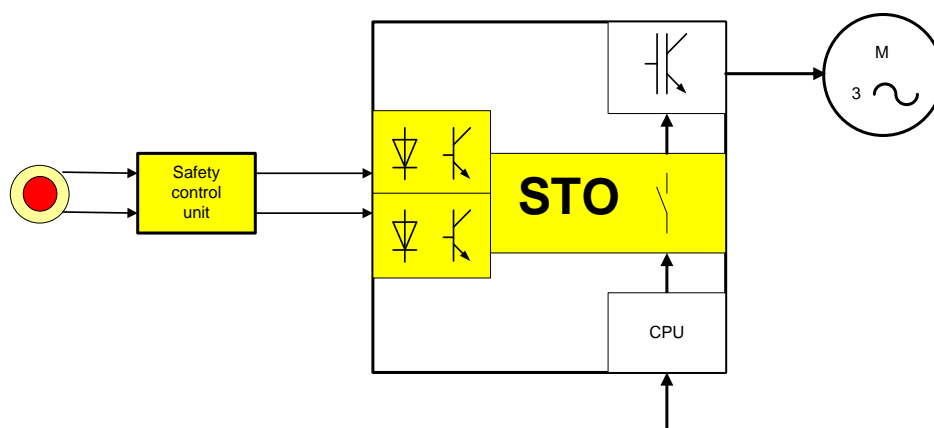 M
3
Safety
control
unit
STO
CPU